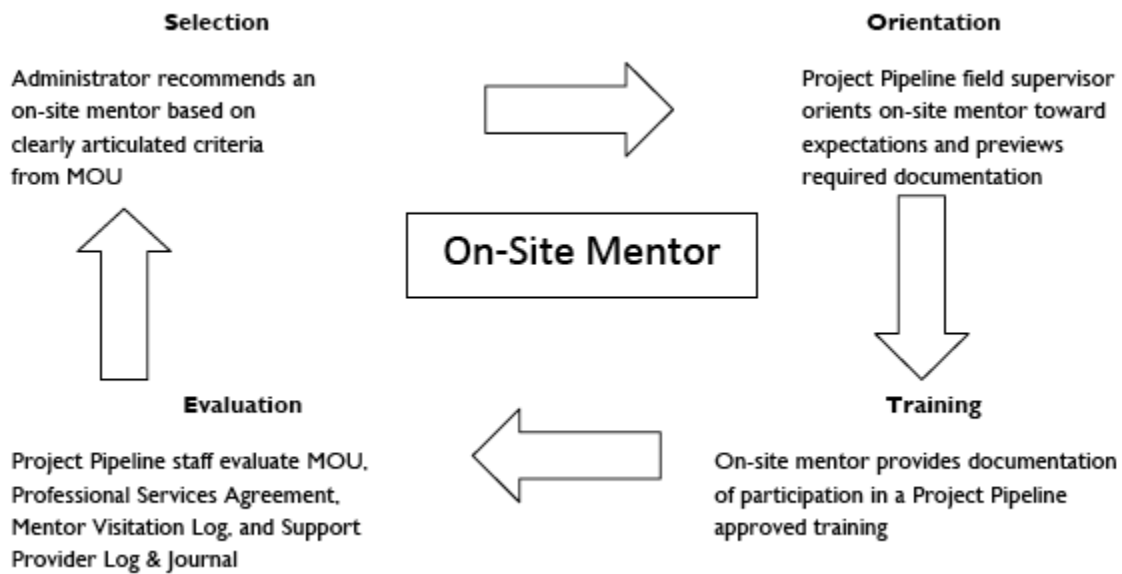 Selection
Administrator recommends an
on-site mentor based on
clearly articulated criteria
from MOU
Orientation
Project Pipeline field supervisor
orients on-site mentor toward
expectations and previews
required documentation
On-Site Mentor
Evaluation
Project Pipeline staff evaluate MOU,
Professional Services Agreement,
Mentor Visitation Log, and Support
Provider Log & Journal
Training
On-site mentor provides documentation
of participation in a Project Pipeline
approved training